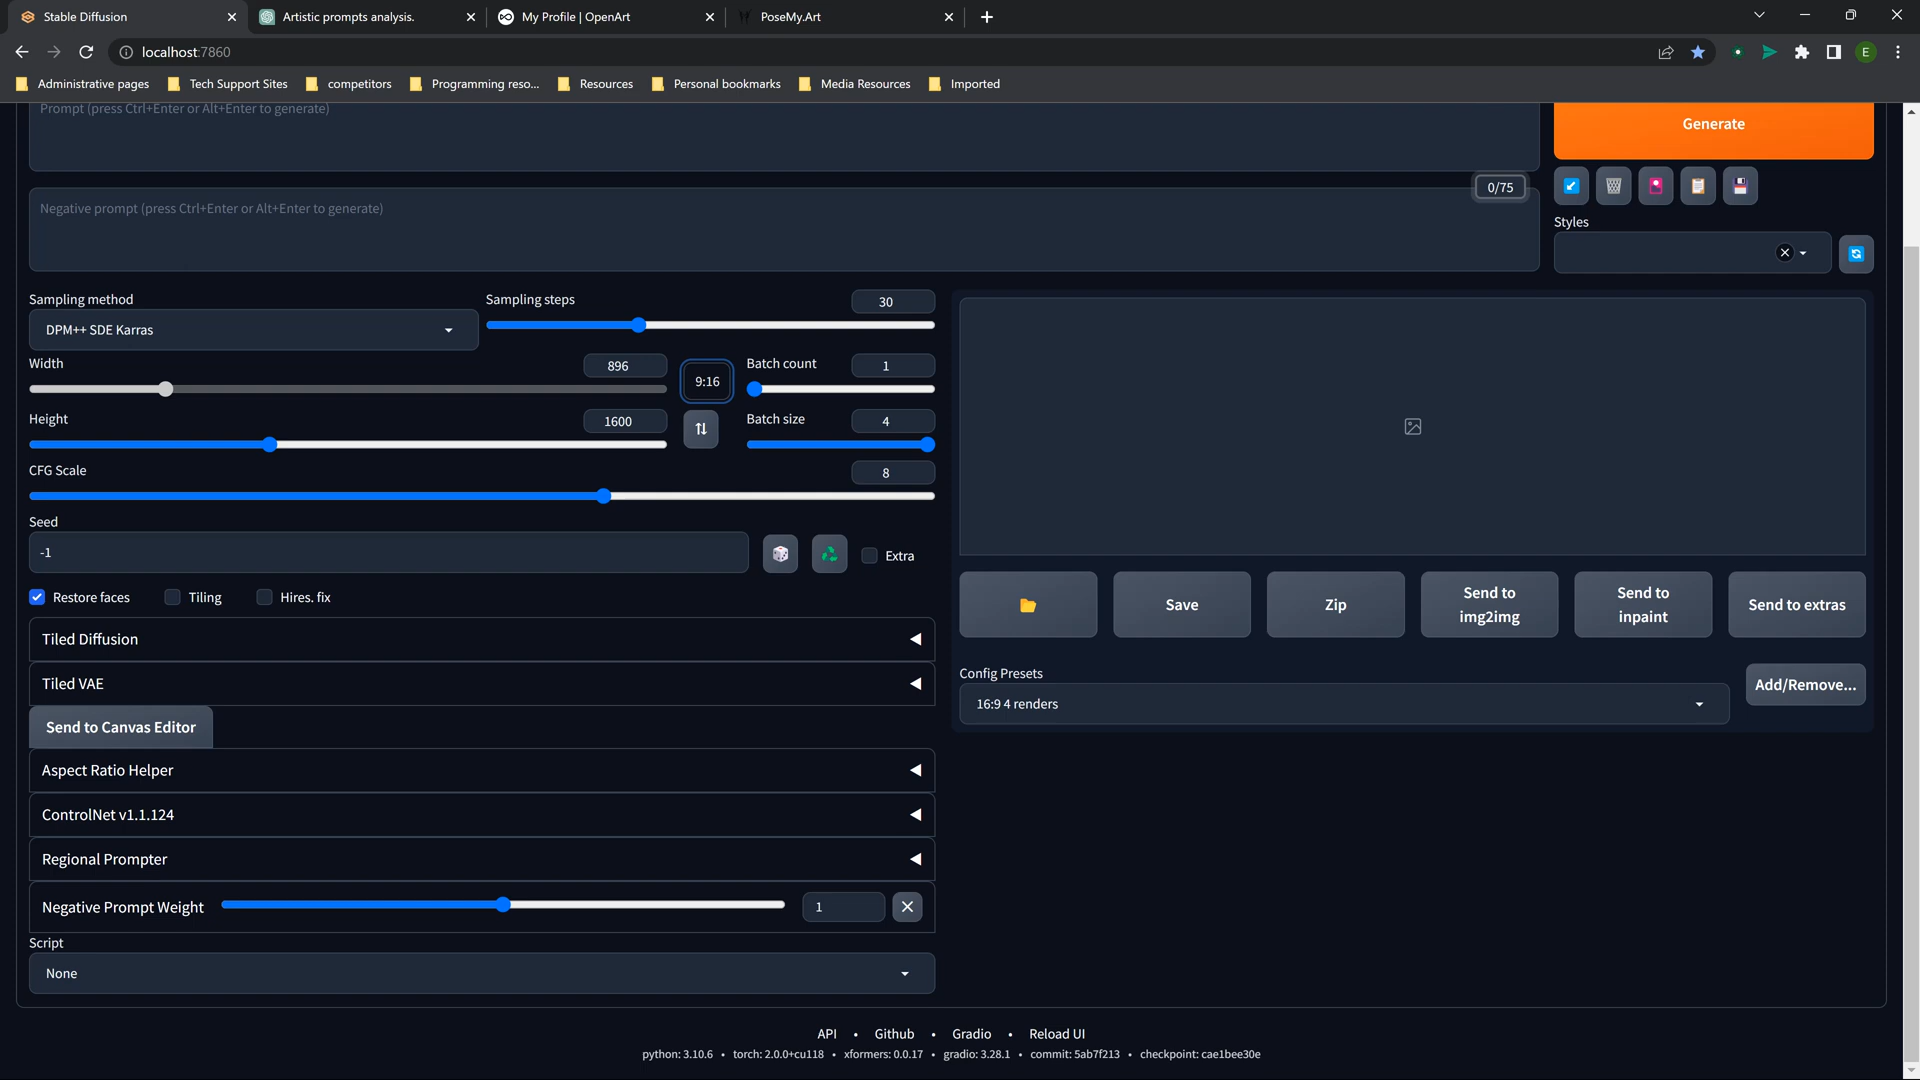 Stable Diffusion
Artistic prompts analysis.
My Profile | OpenArt
PoseMy.Art
localhost:7860
E
Administrative pages
Tech Support Sites
competitors
Programming reso...
Resources
Personal bookmarks
Media Resources
Imported
Prompt (press Ctrl+Enter or Alt+Enter to generate)
Generate
0/75
Negative prompt (press Ctrl+Enter or Alt+Enter to generate)
Styles
Sampling method
DPM++ SDE Karras
Sampling steps
30
Width
896
9:16
Batch count
1
Height
1600
Batch size
4
CFG Scale
8
Seed
-1
Extra
Restore faces
Tiling
Hires. fix
Tiled Diffusion
Tiled VAE
Send to Canvas Editor
Aspect Ratio Helper
ControlNet v1.1.124
Regional Prompter
Negative Prompt Weight
1
Script
None
Save
Zip
Send to
img2img
Send to
inpaint
Send to extras
Config Presets
16:9 4 renders
Add/Remove...
API • Github • Gradio • Reload UI
python: 3.10.6 • torch: 2.0.0+cu118 • xformers: 0.0.17 • gradio: 3.28.1 • commit: 5ab7f213 • checkpoint: cae1bee30e